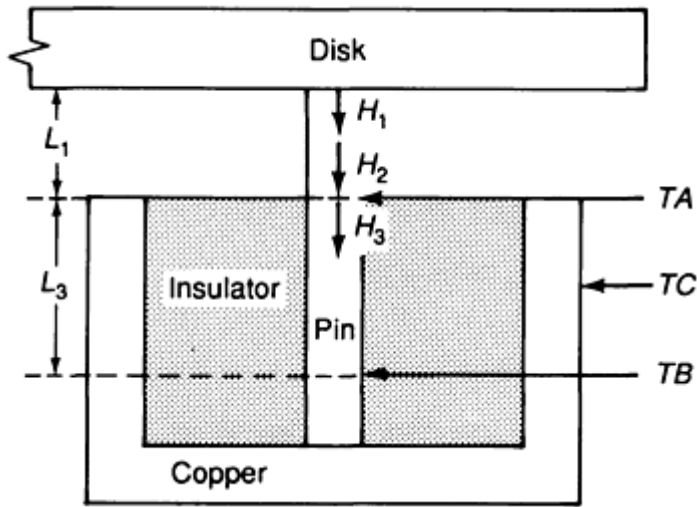 Disk
L₁
H₁
H₂
TA
H₃
L₃
Insulator
TC
Pin
TB
Copper